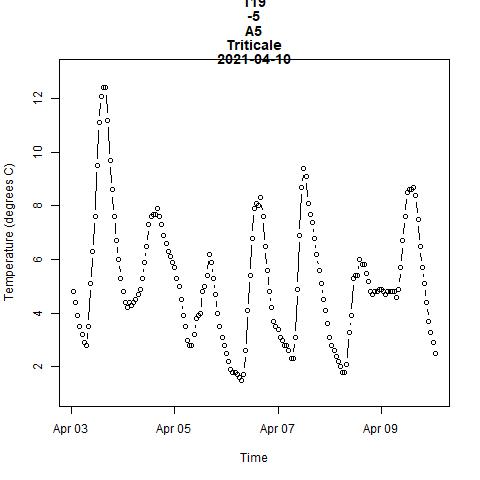 T19
-5
A5
Triticale
2021-04-10
Temperature (degrees C)
12
10
8
6
4
2
Apr 03
Apr 05
Apr 07
Apr 09
Time